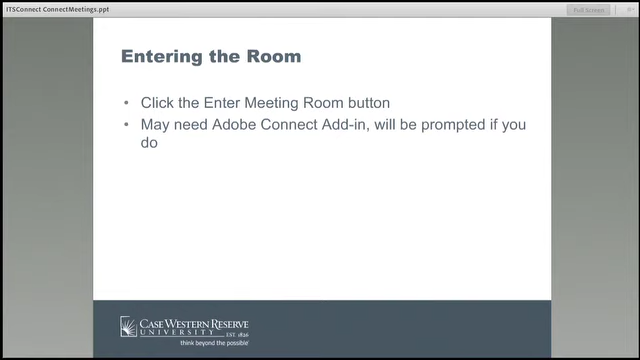 ITSConnect ConnectMeetings.ppt
Full Screen
Entering the Room
• Click the Enter Meeting Room button
• May need Adobe Connect Add-in, will be prompted if you
do
CASE WESTERN RESERVE
UNIVERSITY EST. 1826
think beyond the possible